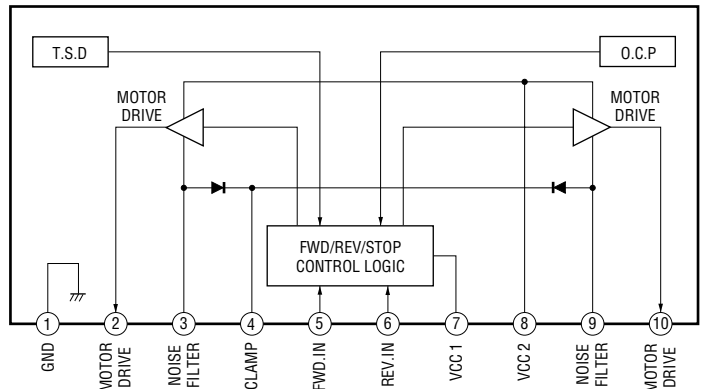 T.S.D
O.C.P
MOTOR
DRIVE
MOTOR
DRIVE
FWD/REV/STOP
CONTROL LOGIC
1
2
3
4
5
6
7
8
9
10
GND
MOTOR
DRIVE
NOISE
FILTER
CLAMP
FWD.IN
REV.IN
VCC 1
VCC 2
NOISE
FILTER
MOTOR
DRIVE